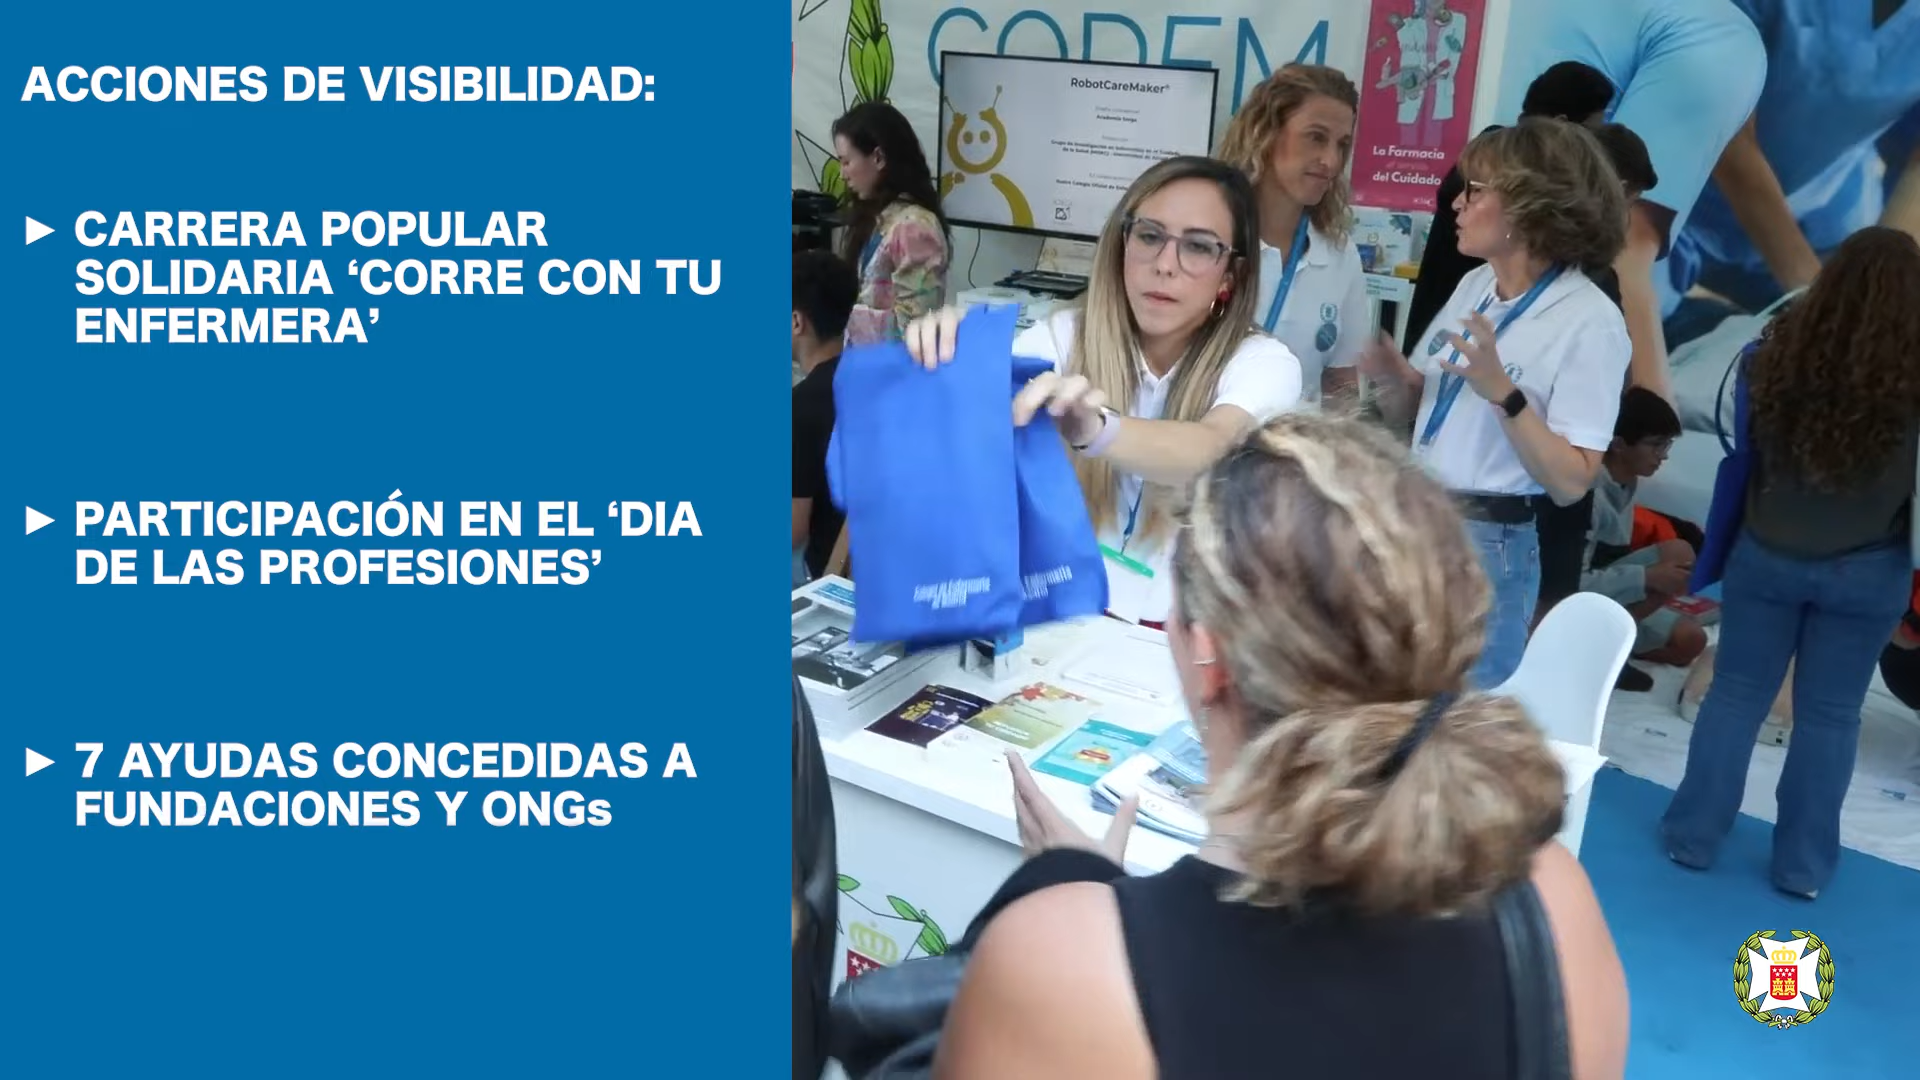 ACCIONES DE VISIBILIDAD:
► CARRERA POPULAR
SOLIDARIA ‘CORRE CON TU
ENFERMERA’
► PARTICIPACIÓN EN EL ‘DIA
DE LAS PROFESIONES’
► 7 AYUDAS CONCEDIDAS A
FUNDACIONES Y ONGs
CODEM
RobotCareMaker®
La Farmacia
del Cuidado